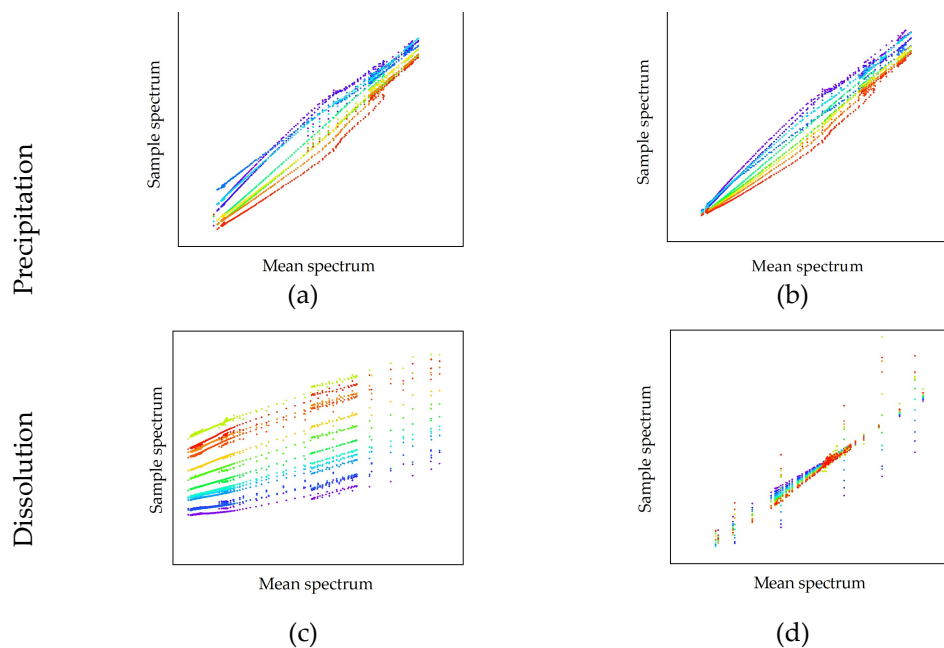 Precipitation
Sample spectrum
Mean spectrum
(a)
Sample spectrum
Mean spectrum
(b)
Dissolution
Sample spectrum
Mean spectrum
(c)
Sample spectrum
Mean spectrum
(d)